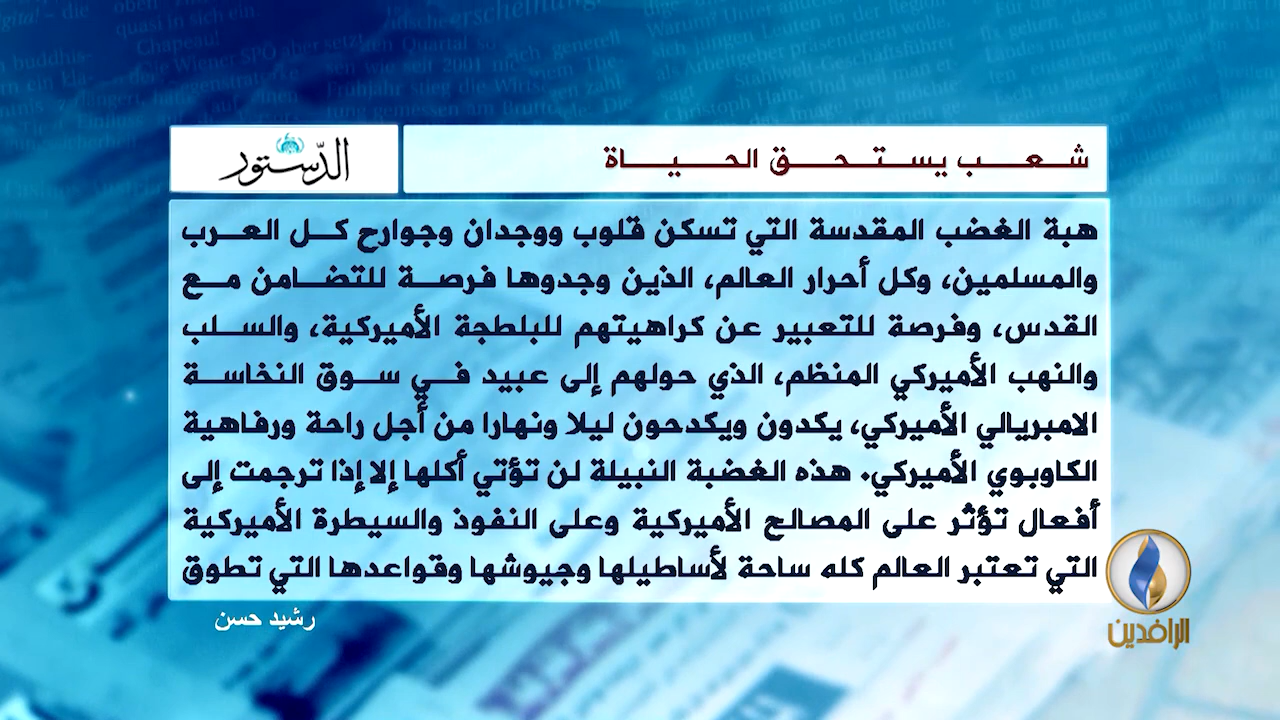 شعب يستحق الحياة
الدستور
هبة الغضب المقدسة التي تسكن قلوب ووجدان وجوارح كل العرب
والمسلمين، وكل أحرار العالم، الذين وجدوها فرصة للتضامن مع
القدس، وفرصة للتعبير عن كراهيتهم للبلطجة الأميركية، والسلب
والنهب الأميركي المنظم، الذي حولهم إلى عبيد في سوق النخاسة
الامبريالي الأميركي، يكدون ويكدحون ليلا ونهارا من أجل راحة ورفاهية
الكاوبوي الأميركي. هذه الغضبة النبيلة لن تؤتي أكلها إلا إذا ترجمت إلى
أفعال تؤثر على المصالح الأميركية وعلى النفوذ والسيطرة الأميركية
التي تعتبر العالم كله ساحة لأساطيلها وجيوشها وقواعدها التي تطوق
رشيد حسن
الرافدين